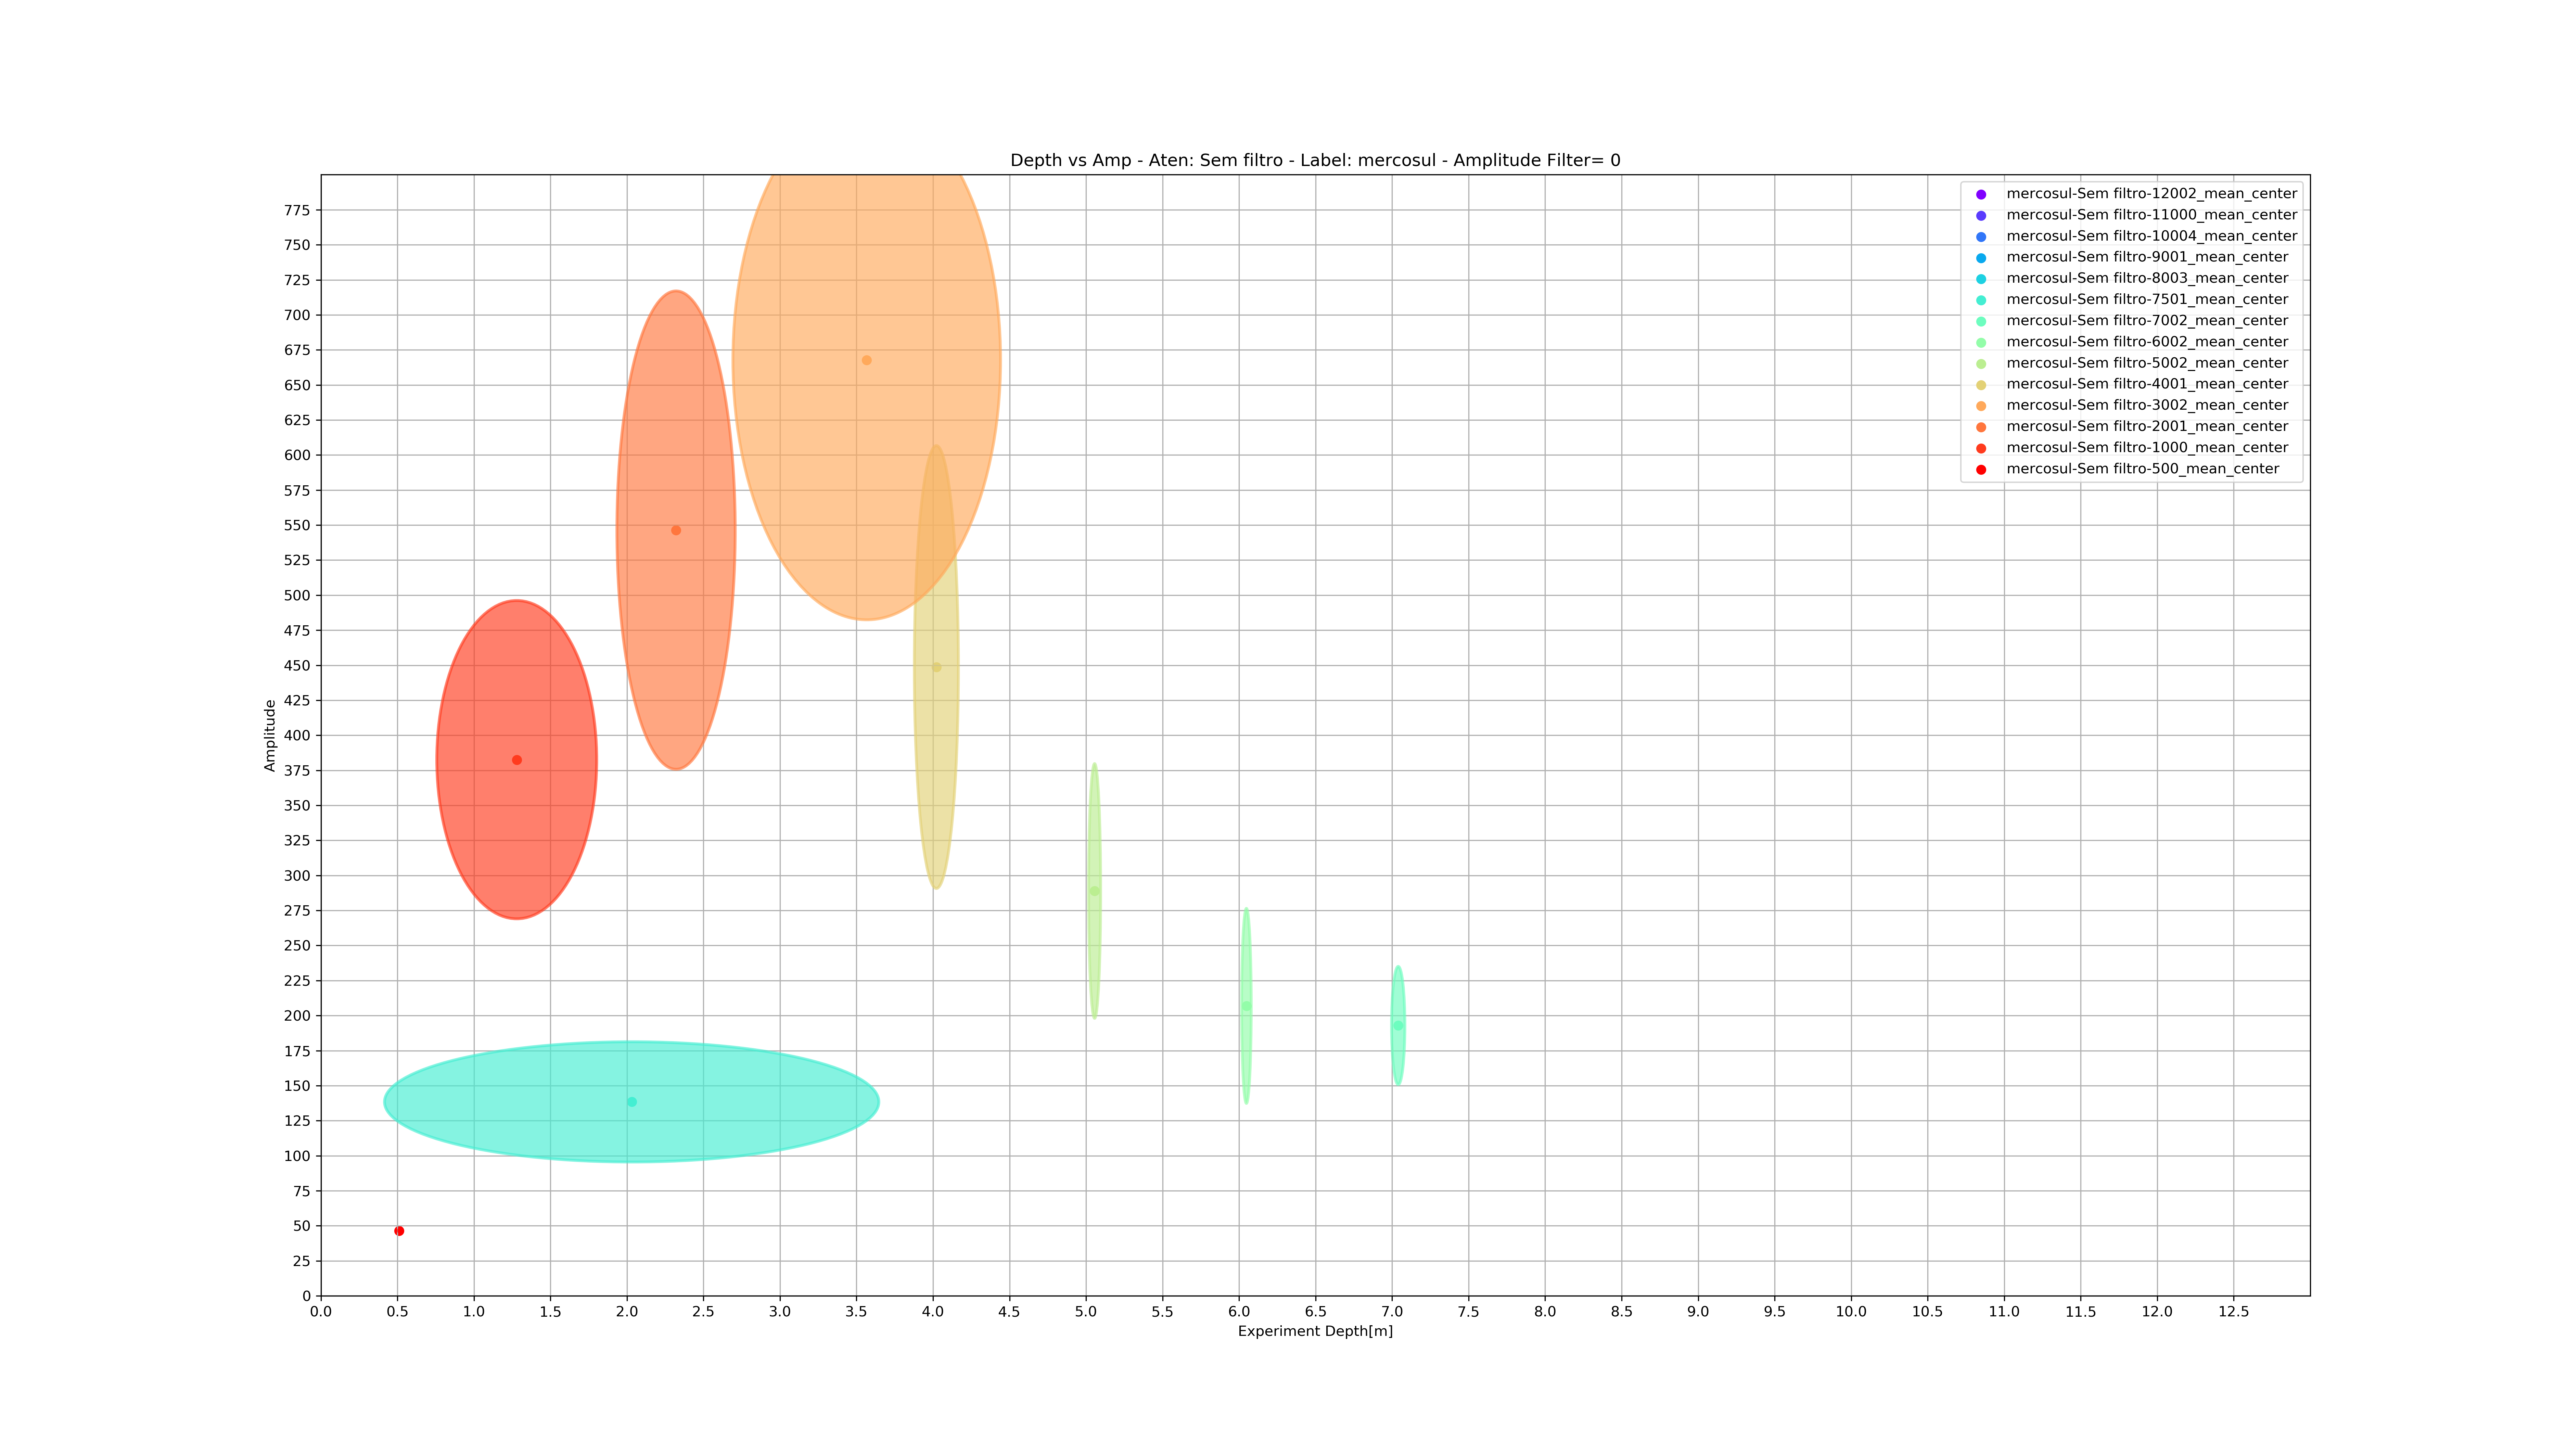 Depth vs Amp - Aten: Sem filtro - Label: mercosul - Amplitude Filter= 0
mercosul-Sem filtro-12002_mean_center
mercosul-Sem filtro-11000_mean_center
mercosul-Sem filtro-10004_mean_center
mercosul-Sem filtro-9001_mean_center
mercosul-Sem filtro-8003_mean_center
mercosul-Sem filtro-7501_mean_center
mercosul-Sem filtro-7002_mean_center
mercosul-Sem filtro-6002_mean_center
mercosul-Sem filtro-5002_mean_center
mercosul-Sem filtro-4001_mean_center
mercosul-Sem filtro-3002_mean_center
mercosul-Sem filtro-2001_mean_center
mercosul-Sem filtro-1000_mean_center
mercosul-Sem filtro-500_mean_center
775
750
725
700
675
650
625
600
575
550
525
500
475
450
425
400
375
350
325
300
275
250
225
200
175
150
125
100
75
50
25
0
Amplitude
0.0 0.5 1.0 1.5 2.0 2.5 3.0 3.5 4.0 4.5 5.0 5.5 6.0 6.5 7.0 7.5 8.0 8.5 9.0 9.5 10.0 10.5 11.0 11.5 12.0 12.5
Experiment Depth[m]